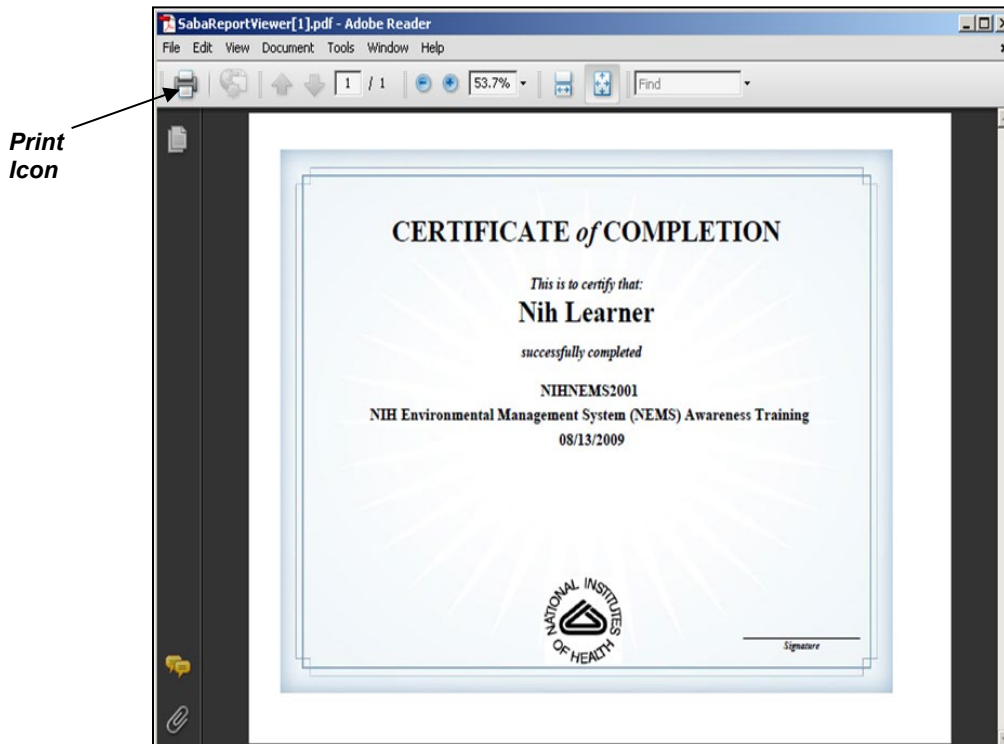 SabaReportViewer[1].pdf - Adobe Reader
File Edit View Document Tools Window Help
1 / 1 53.7% Find
Print
Icon
CERTIFICATE of COMPLETION
This is to certify that:
Nih Learner
successfully completed
NIHNEMS2001
NIH Environmental Management System (NEMS) Awareness Training
08/13/2009
NATIONAL INSTITUTES
OF HEALTH
Signature